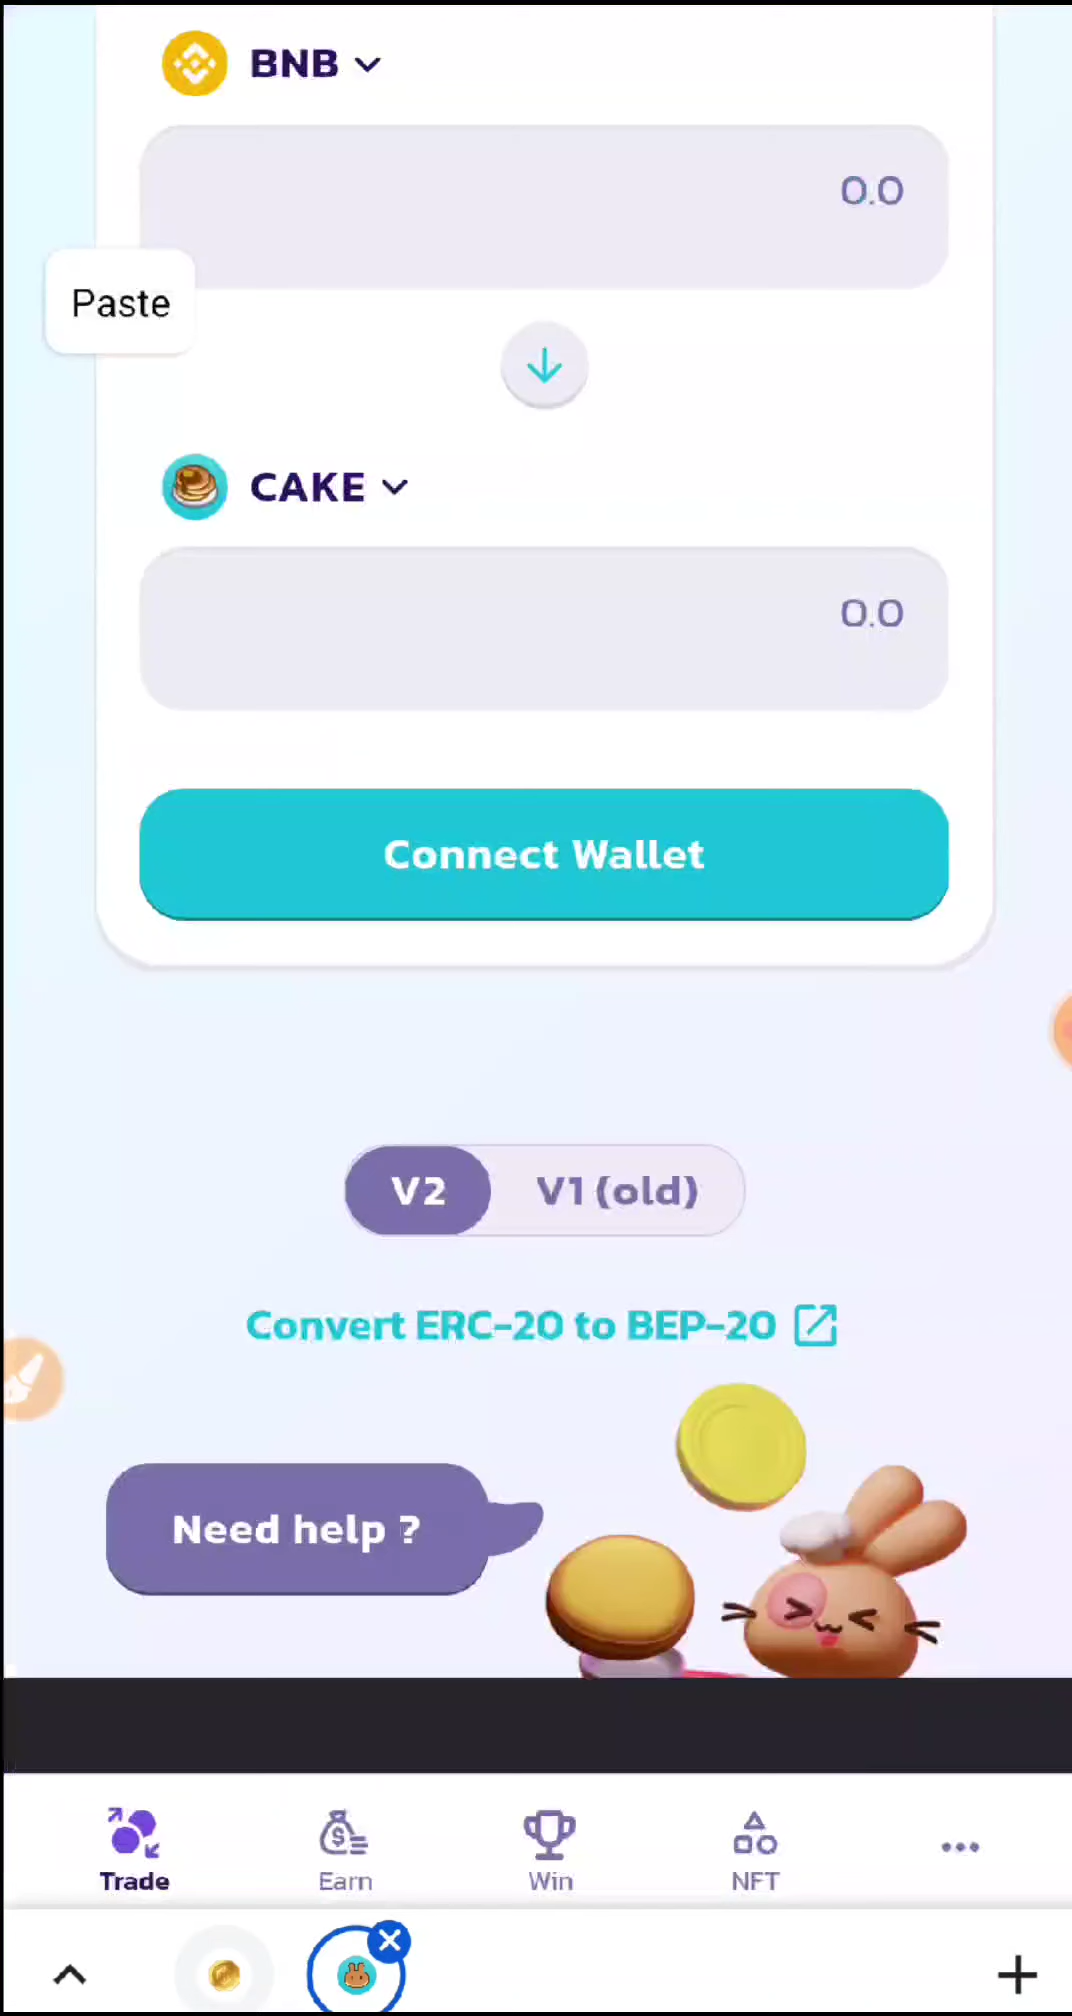 BNB
0.0
Paste
CAKE
0.0
Connect Wallet
V2 V1 (old)
Convert ERC-20 to BEP-20
Need help ?
Trade Earn Win NFT